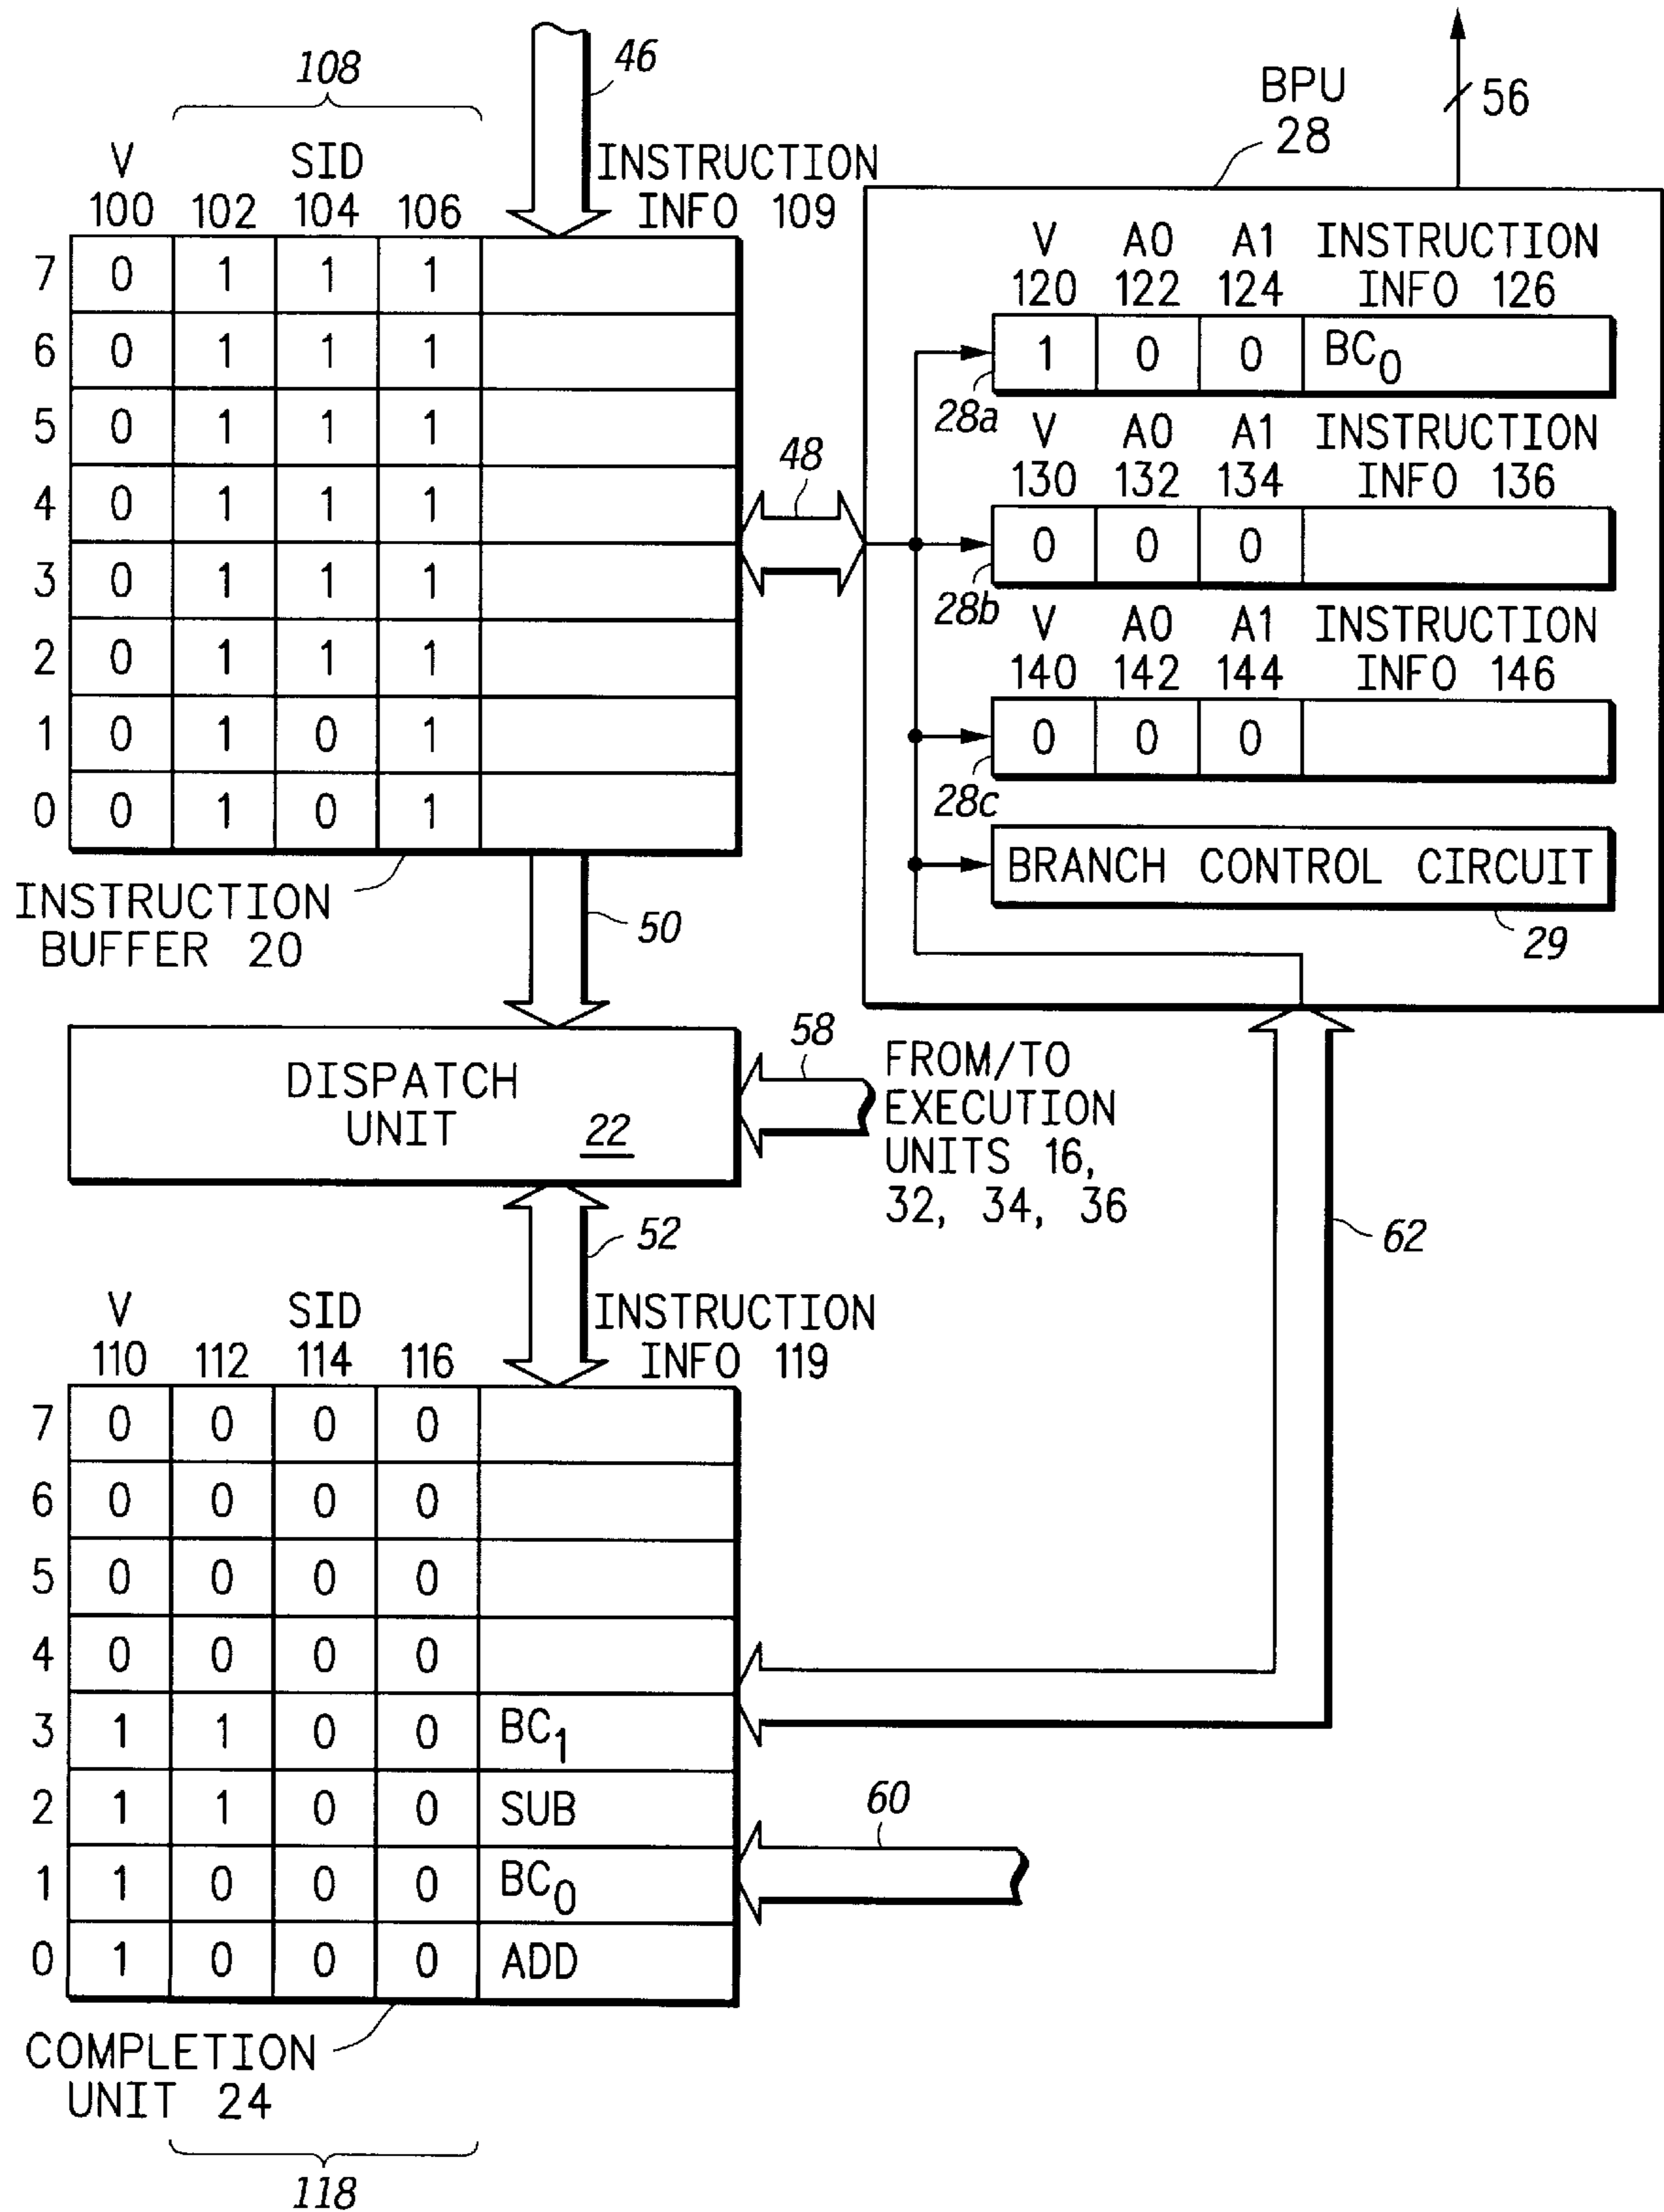 108
V SID
100 102 104 106
46
INSTRUCTION
INFO 109
7 0 1 1 1
6 0 1 1 1
5 0 1 1 1
4 0 1 1 1
3 0 1 1 1
2 0 1 1 1
1 0 1 0 1
0 0 1 0 1
INSTRUCTION
BUFFER 20
48
50
BPU
28
56
V A0 A1 INSTRUCTION
120 122 124 INFO 126
1 0 0 BC0
28a
V A0 A1 INSTRUCTION
130 132 134 INFO 136
0 0 0
28b
V A0 A1 INSTRUCTION
140 142 144 INFO 146
0 0 0
28c
BRANCH CONTROL CIRCUIT
29
DISPATCH
UNIT 22
58
FROM/TO
EXECUTION
UNITS 16,
32, 34, 36
52
62
V SID INSTRUCTION
110 112 114 116 INFO 119
7 0 0 0 0
6 0 0 0 0
5 0 0 0 0
4 0 0 0 0
3 1 1 0 0 BC1
2 1 1 0 0 SUB
1 1 0 0 0 BC0
0 1 0 0 0 ADD
60
COMPLETION
UNIT 24
118